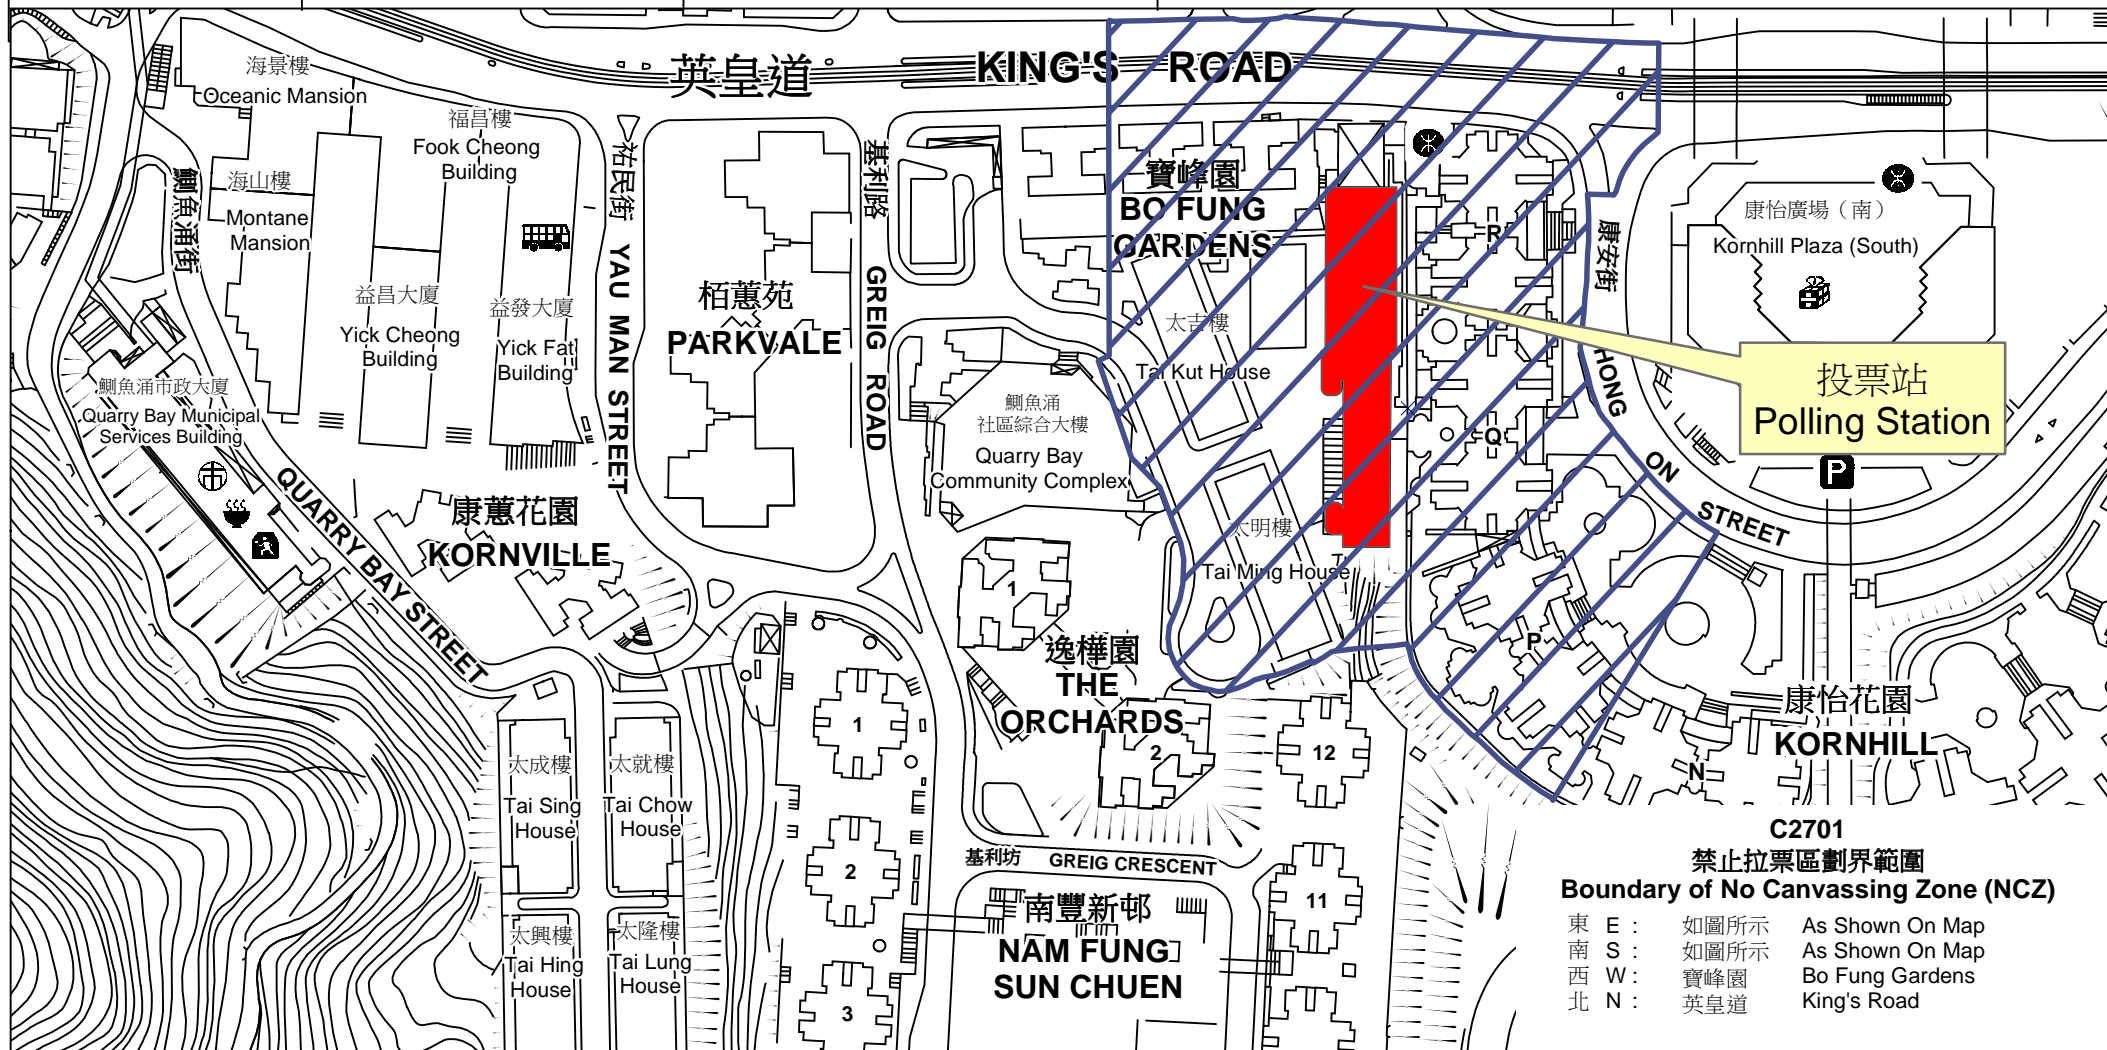 英皇道
KING'S ROAD
海景樓
Oceanic Mansion
福昌樓
Fook Cheong
Building
海山樓
Montane
Mansion
鰂魚涌街
祐民街
YAU MAN STREET
基利路
GREIG ROAD
寶峰園
BO FUNG
GARDENS
R
康安街
HONG ON STREET
康怡廣場（南）
Kornhill Plaza (South)
益昌大廈
Yick Cheong
Building
益發大廈
Yick Fat
Building
栢蕙苑
PARKVALE
太吉樓
Tai Kut House
投票站
Polling Station
鰂魚涌市政大廈
Quarry Bay Municipal
Services Building
鰂魚涌
社區綜合大樓
Quarry Bay
Community Complex
Q
P
QUARRY BAY STREET
康蕙花園
KORNVILLE
太明樓
Tai Ming House
1
逸樺園
THE
ORCHARDS
2
P
康怡花園
KORNHILL
N
1
12
太成樓
Tai Sing
House
太就樓
Tai Chow
House
2
基利坊 GREIG CRESCENT
11
南豐新邨
NAM FUNG
SUN CHUEN
太興樓
Tai Hing
House
太隆樓
Tai Lung
House
3
C2701
禁止拉票區劃界範圍
Boundary of No Canvassing Zone (NCZ)
東 E : 如圖所示 As Shown On Map
南 S : 如圖所示 As Shown On Map
西 W : 寶峰園 Bo Fung Gardens
北 N : 英皇道 King's Road